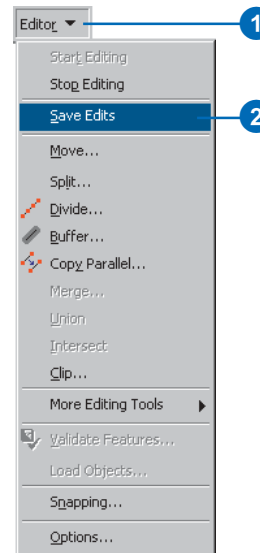 Editor
1
Start Editing
Stop Editing
Save Edits
2
Move...
Split...
Divide...
Buffer...
Copy Parallel...
Merge...
Union
Intersect
Clip...
More Editing Tools
Validate Features...
Load Objects...
Snapping...
Options...